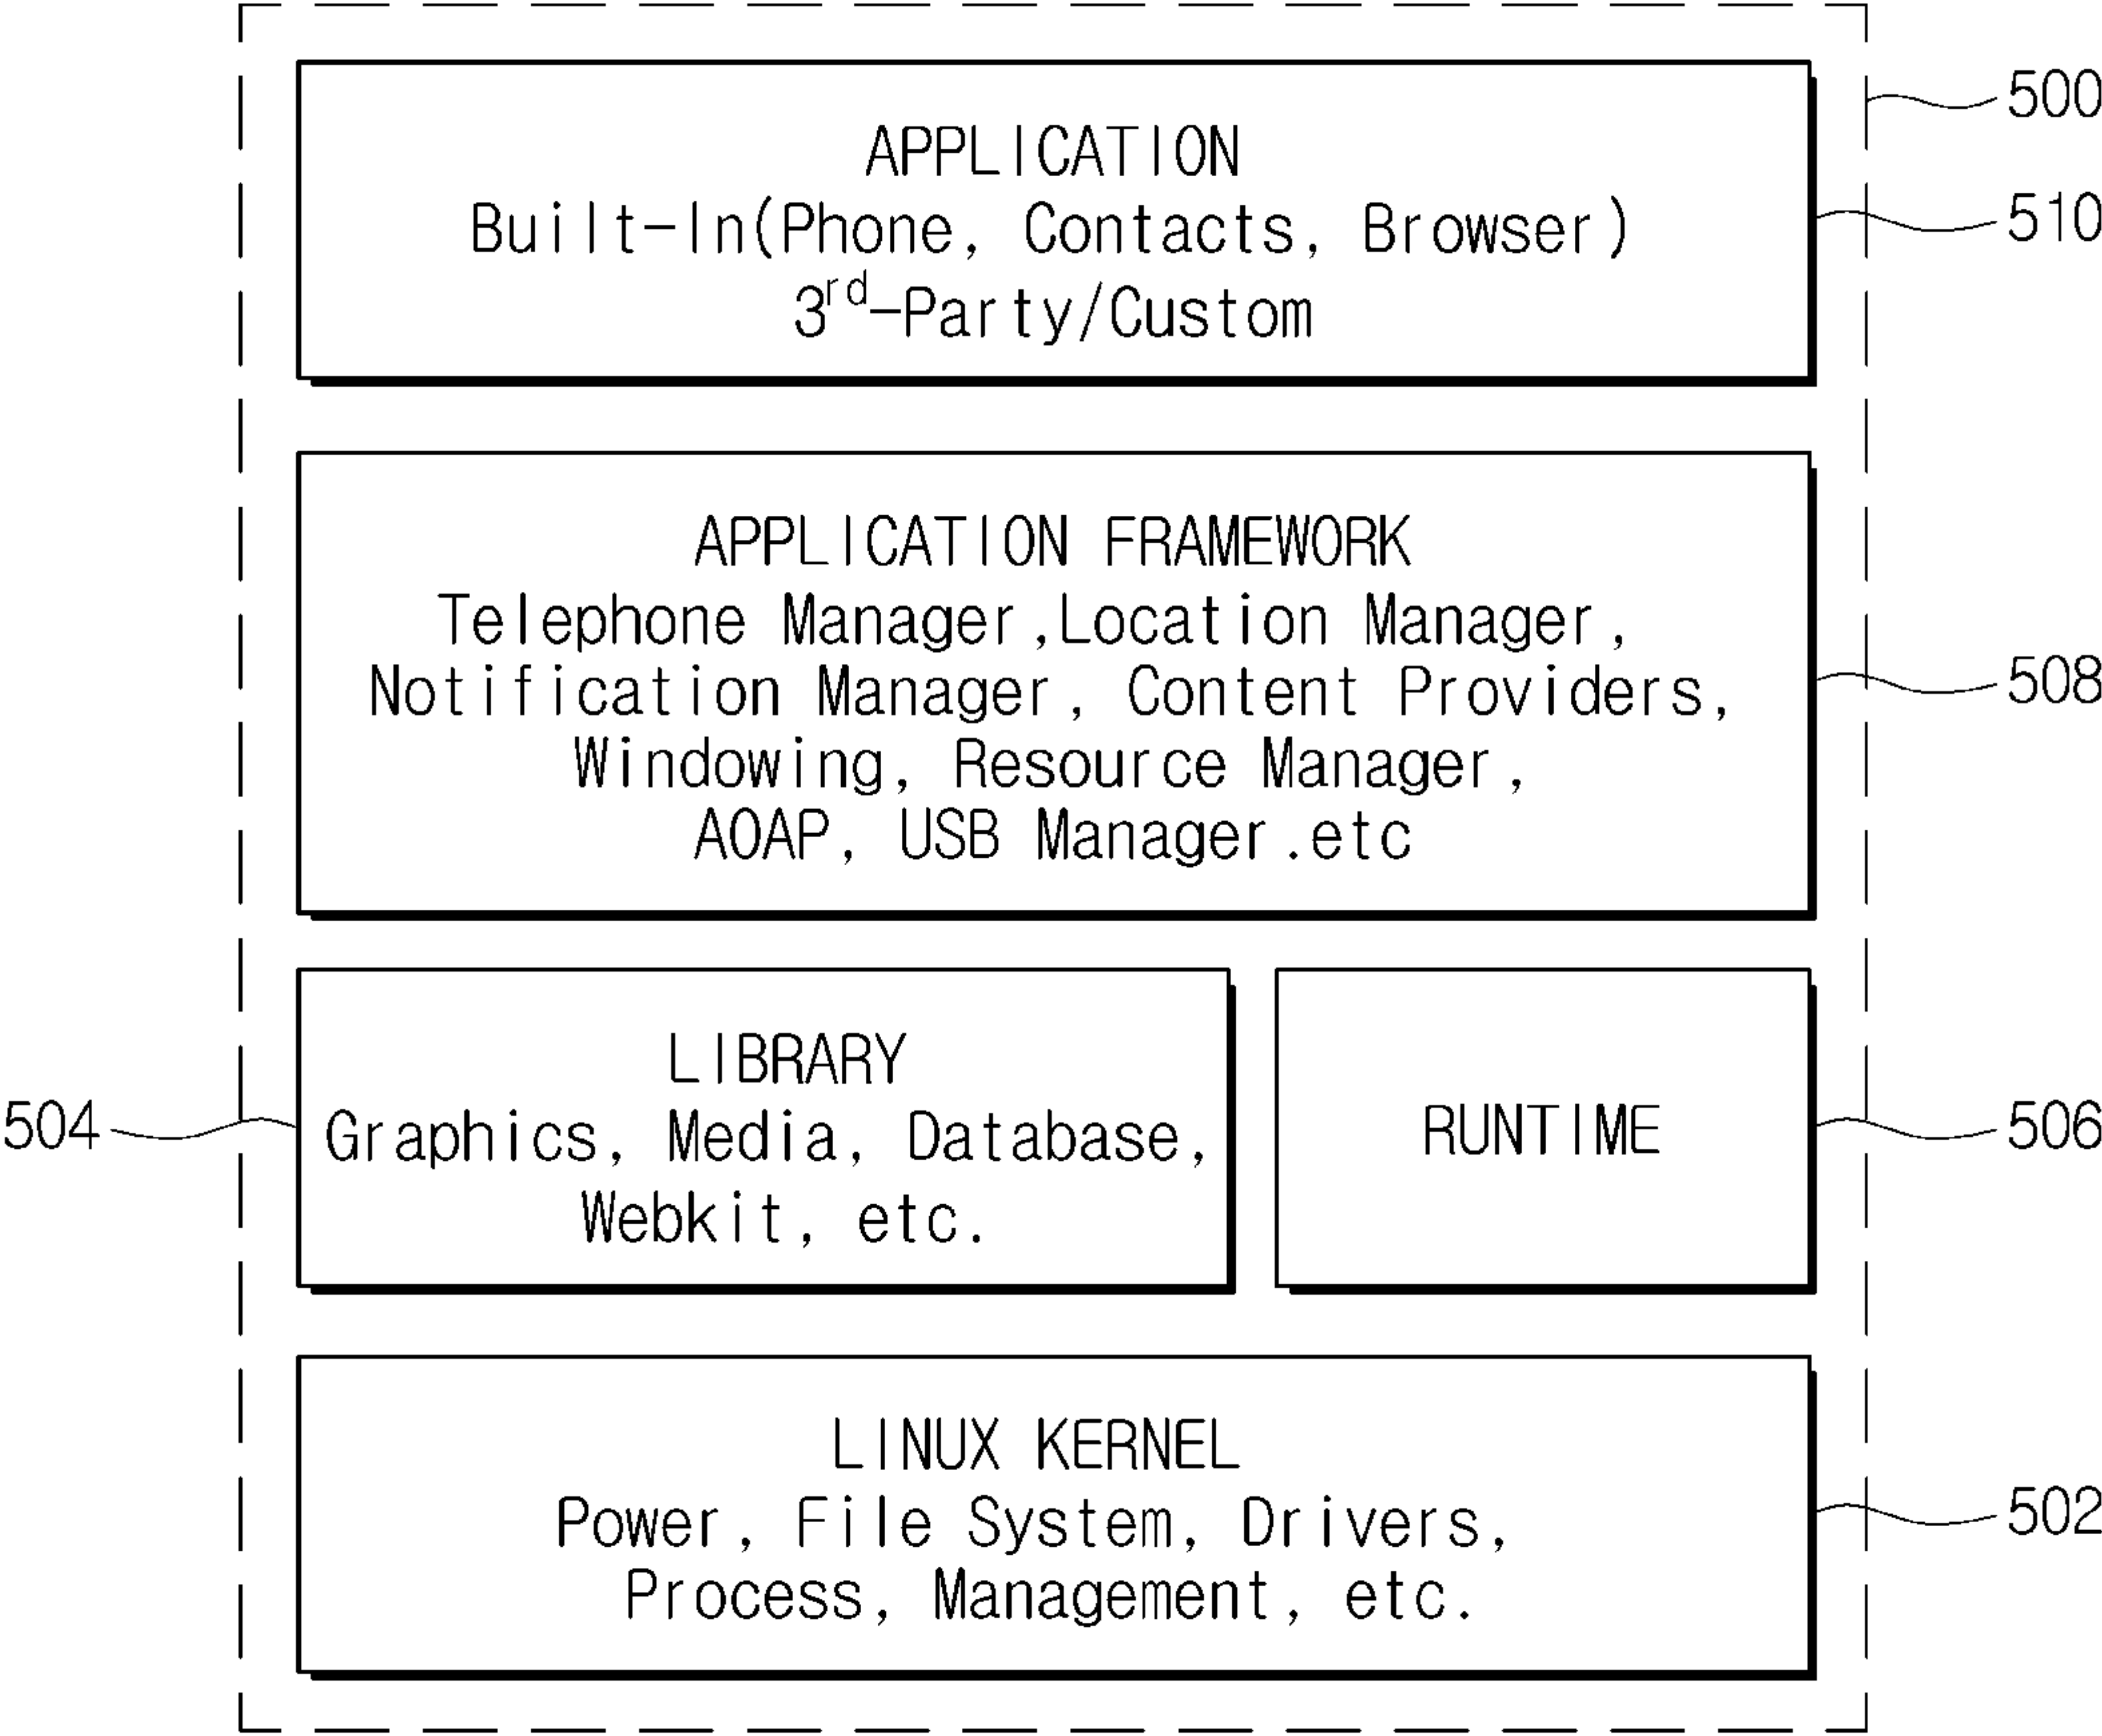 500
APPLICATION
Built-In(Phone, Contacts, Browser)
3rd-Party/Custom
510
APPLICATION FRAMEWORK
Telephone Manager,Location Manager,
Notification Manager, Content Providers,
Windowing, Resource Manager,
AOAP, USB Manager.etc
508
504
LIBRARY
Graphics, Media, Database,
Webkit, etc.
RUNTIME
506
LINUX KERNEL
Power, File System, Drivers,
Process, Management, etc.
502